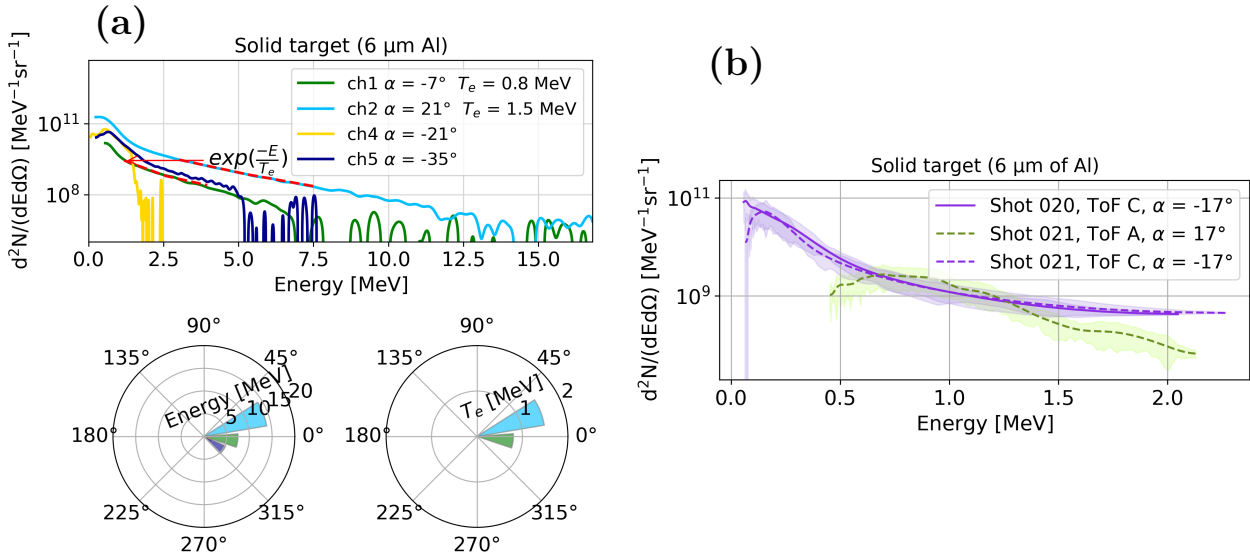 (a)
Solid target (6 μm Al)
d²N/(dEdΩ) [MeV⁻¹sr⁻¹]
10¹¹
10⁸
ch1 α = -7° Tₑ = 0.8 MeV
ch2 α = 21° Tₑ = 1.5 MeV
ch4 α = -21°
ch5 α = -35°
exp(-E/Tₑ)
0.0 2.5 5.0 7.5 10.0 12.5 15.0
Energy [MeV]
90°
135° 45°
Energy [MeV]
5 10 15 20
180° 0°
225° 315°
270°
90°
135° 45°
Tₑ [MeV]
1 2
180° 0°
225° 315°
270°
(b)
Solid target (6 μm of Al)
d²N/(dEdΩ) [MeV⁻¹sr⁻¹]
10¹¹
10⁹
Shot 020, ToF C, α = -17°
Shot 021, ToF A, α = 17°
Shot 021, ToF C, α = -17°
0.0 0.5 1.0 1.5 2.0
Energy [MeV]